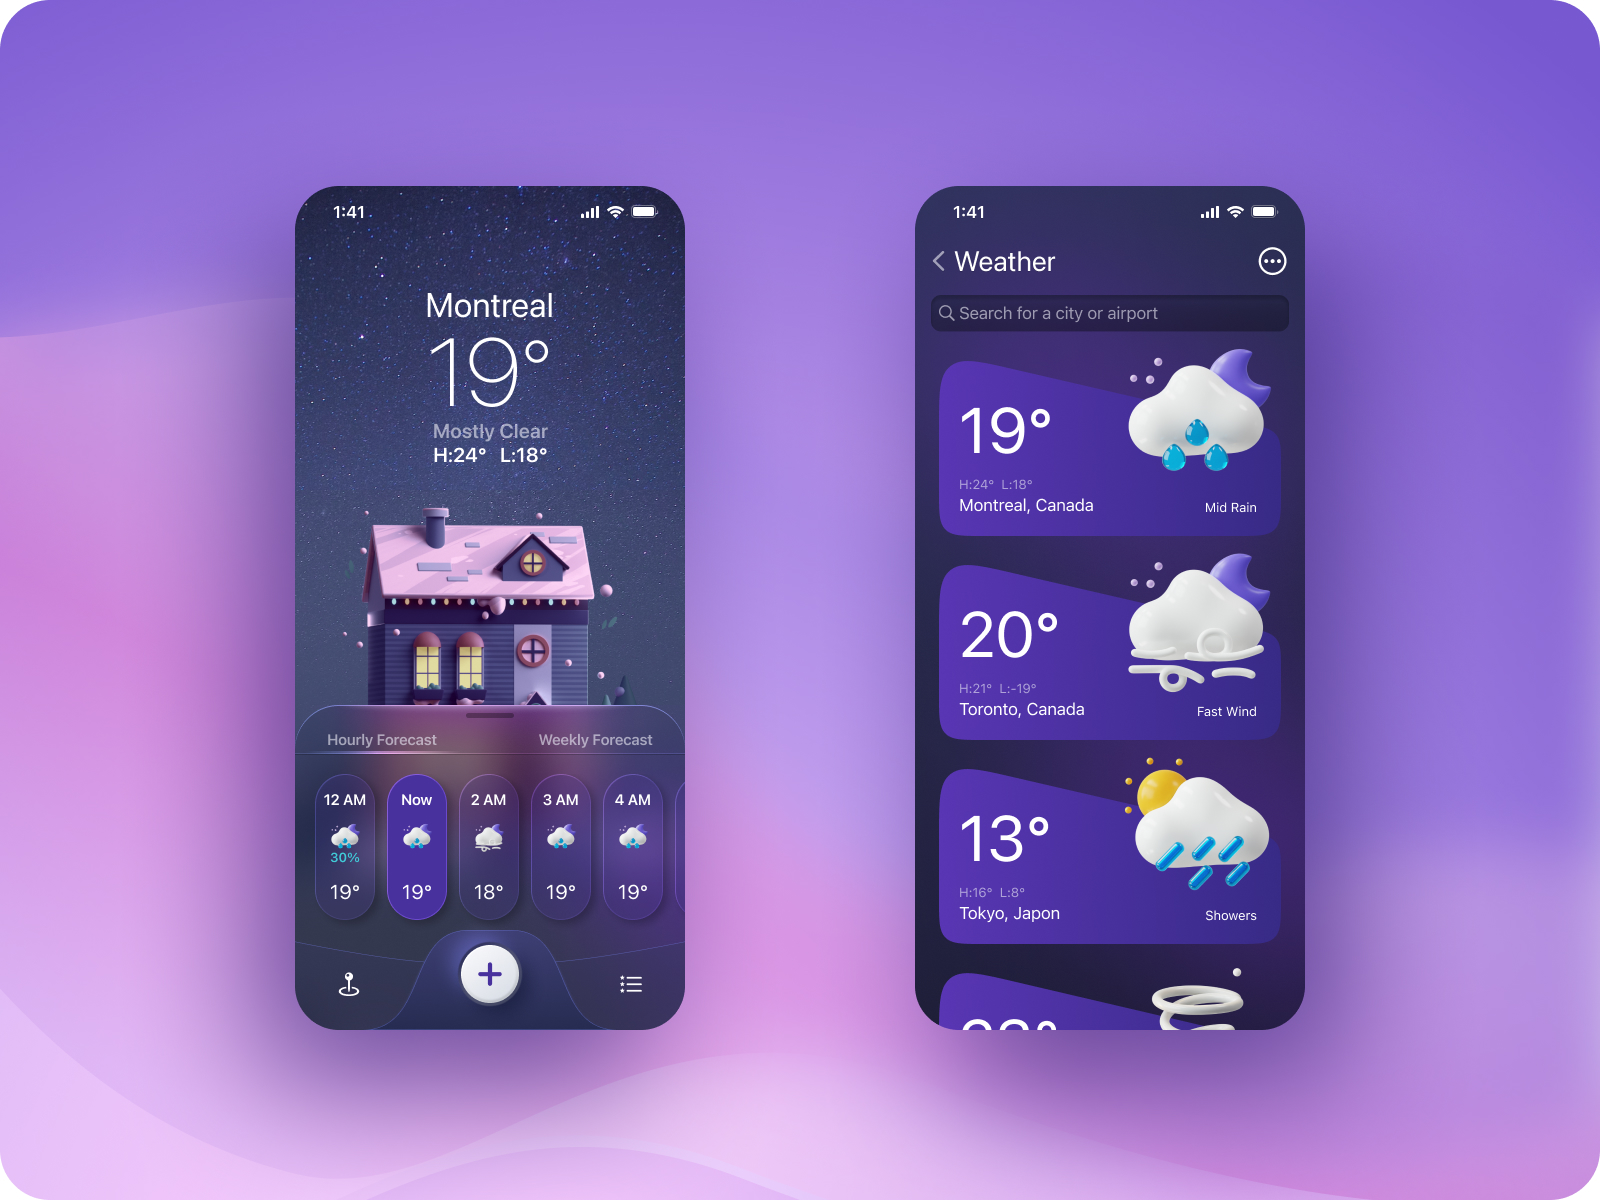 1:41
Montreal
19°
Mostly Clear
H:24° L:18°
Hourly Forecast Weekly Forecast
12 AM Now 2 AM 3 AM 4 AM
30%
19° 19° 18° 19° 19°
1:41
Weather
Search for a city or airport
19°
H:24° L:18°
Montreal, Canada
Mid Rain
20°
H:21° L:-19°
Toronto, Canada
Fast Wind
13°
H:16° L:8°
Tokyo, Japon
Showers